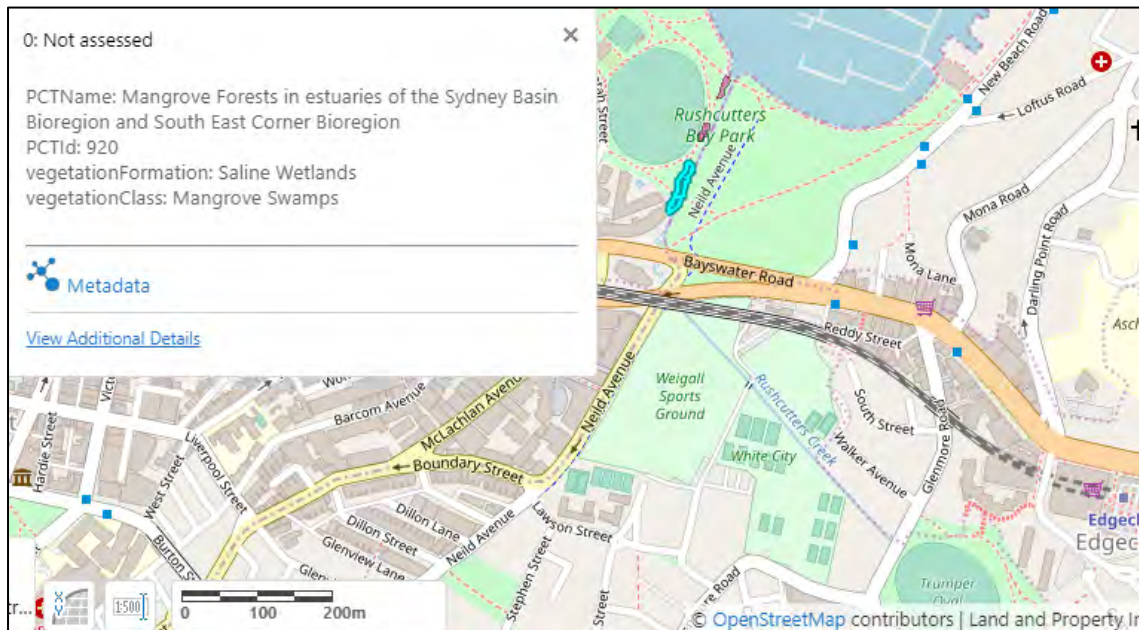 0: Not assessed
×
PCTName: Mangrove Forests in estuaries of the Sydney Basin
Bioregion and South East Corner Bioregion
PCTId: 920
vegetationFormation: Saline Wetlands
vegetationClass: Mangrove Swamps
Metadata
View Additional Details
New Beach Road
Loftus Road
Rushcutters
Bay Park
Neild Avenue
Mona Road
Darling Point Road
Mona Lane
Bayswater Road
Reddy Street
Weigall
Sports
Ground
Rushcutters Creek
South Street
Glenmore Road
Walker Avenue
White City
Neild Avenue
McLachlan Avenue
Barcom Avenue
Boundary Street
Liverpool Street
West Street
Hardie Street
Dillon Lane
Dillon Street
Glenview Lane
Neild Avenue
Lawson Street
Stephen Street
Street
Trumper
Oval
1:500
0 100 200m
© OpenStreetMap contributors | Land and Property In